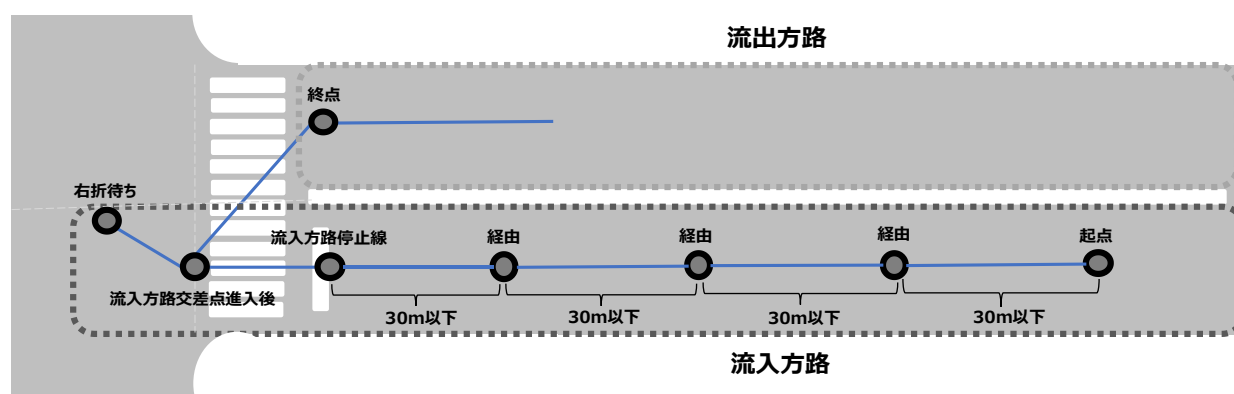 流出方路
終点
右折待ち
流入方路停止線
経由
経由
経由
起点
流入方路交差点進入後
30m以下
30m以下
30m以下
30m以下
流入方路